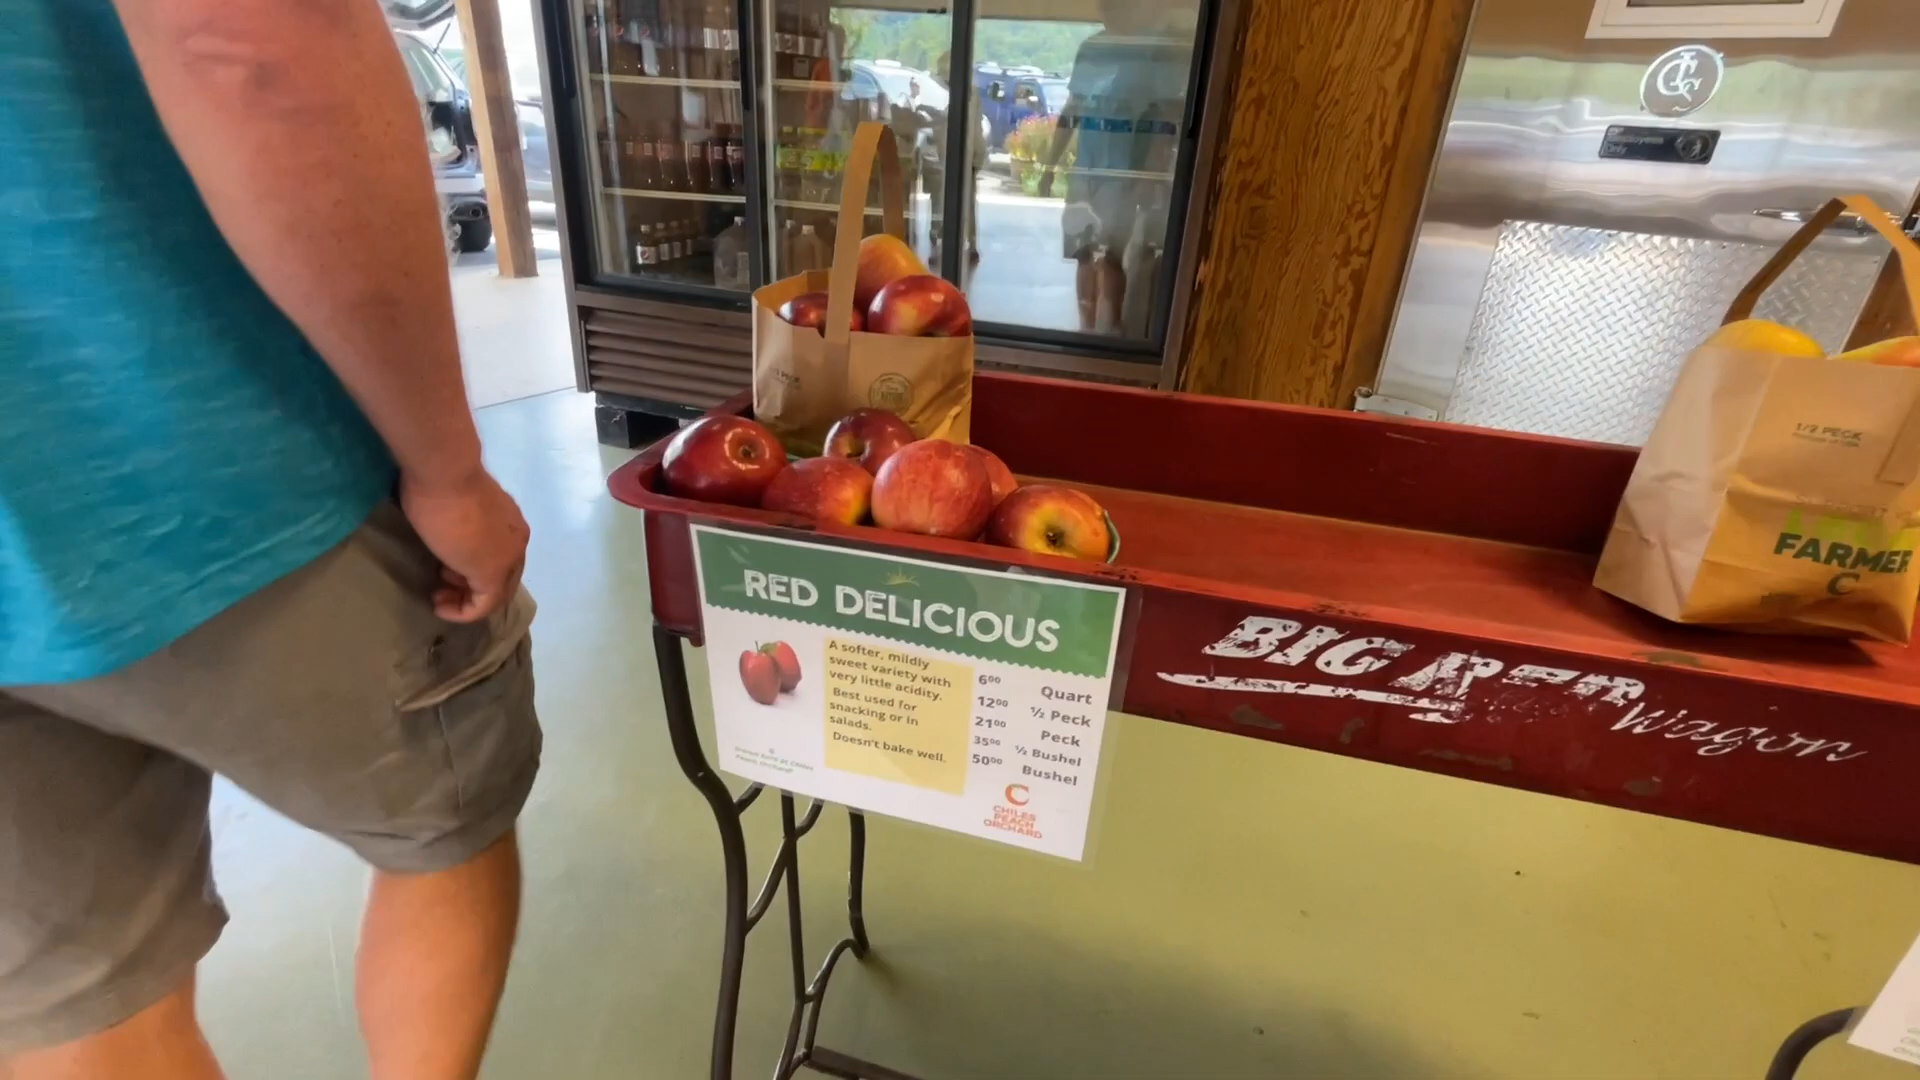 RED DELICIOUS
A softer, mildly
sweet variety with
very little acidity.
Best used for
snacking or in
salads.
Doesn't bake well.
6⁰⁰ Quart
12⁰⁰ ½ Peck
21⁰⁰ Peck
35⁰⁰ ½ Bushel
50⁰⁰ Bushel
C
CHILES
PEACH
ORCHARD
BIG RED
Wagon
1/2 PECK
FARMER
C